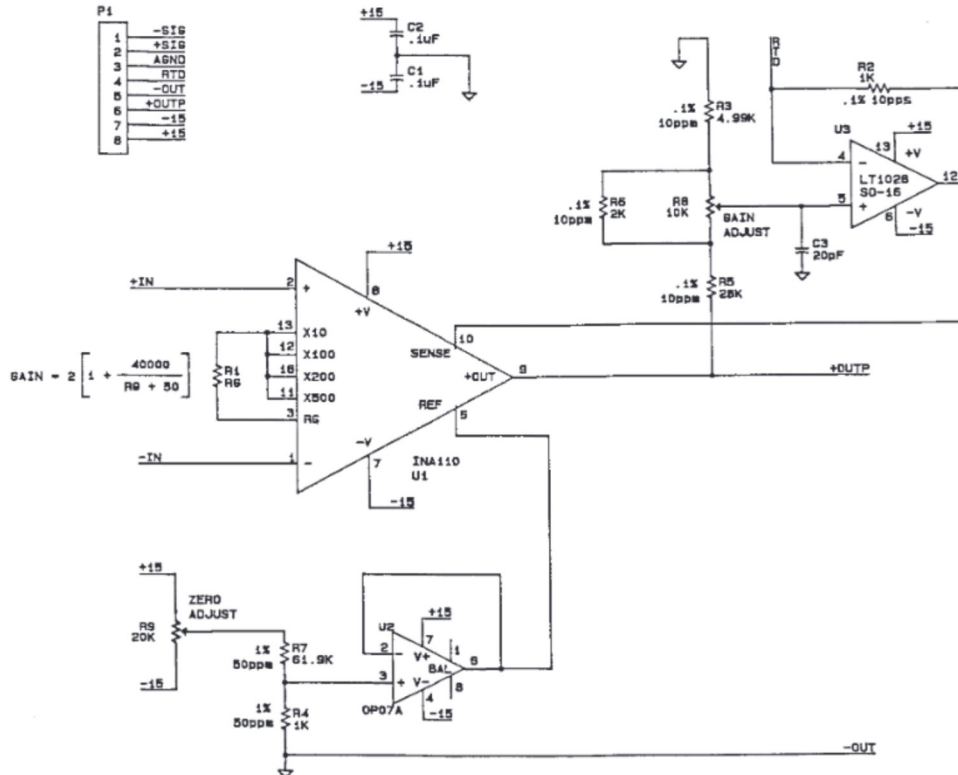 P1
1 -SIG
2 +SIG
3 AGND
4 RTD
5 -OUT
6 +OUTP
7 -15
8 +15
+15
C2
.1uF
C1
.1uF
-15
RTD
R2
1K
.1% 10pps
.1%
10ppm
R3
4.99K
U3
+15
13
+V
4
-
LT1028
SO-16
12
5
+
6
-V
-15
.1%
10ppm
R6
2K
R8
10K
GAIN
ADJUST
C3
20pF
.1%
10ppm
R5
25K
+15
+IN
2
+
8
+V
13 X10
12 X100
16 X200
11 X500
3 RG
R1
RG
GAIN = 2 [ 1 + 40000 / RG + 50 ]
10
SENSE
+OUT
9
+OUTP
REF
5
-V
7
-IN
1
-
INA110
U1
-15
+15
ZERO
ADJUST
R9
20K
-15
1%
50ppm
R7
61.9K
U2
+15
2
-
7
V+
1
BAL
6
3
+
V-
8
4
-15
OP07A
1%
50ppm
R4
1K
-OUT